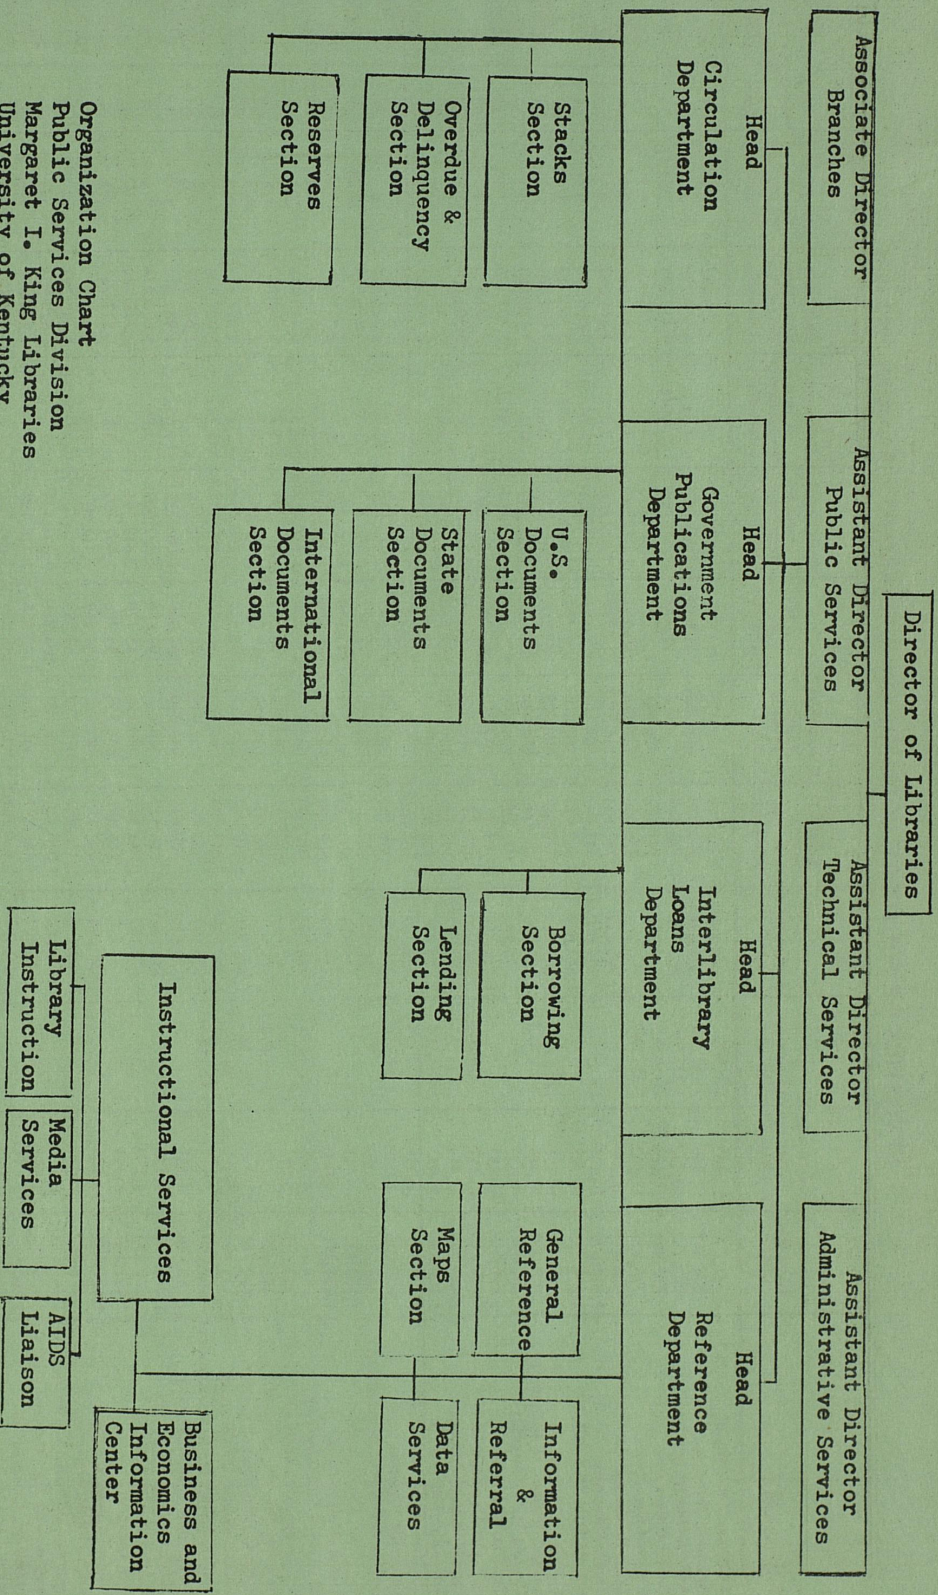 Director of Libraries
Associate Director
Branches
Assistant Director
Public Services
Assistant Director
Technical Services
Assistant Director
Administrative Services
Head
Circulation
Department
Head
Government
Publications
Department
Head
Interlibrary
Loans
Department
Head
Reference
Department
Stacks
Section
Overdue &
Delinquency
Section
Reserves
Section
U.S.
Documents
Section
State
Documents
Section
International
Documents
Section
Borrowing
Section
Lending
Section
General
Reference
Information
&
Referral
Maps
Section
Data
Services
Instructional Services
Business and
Economics
Information
Center
Library
Instruction
Media
Services
AIDS
Liaison
Organization Chart
Public Services Division
Margaret I. King Libraries
University of Kentucky